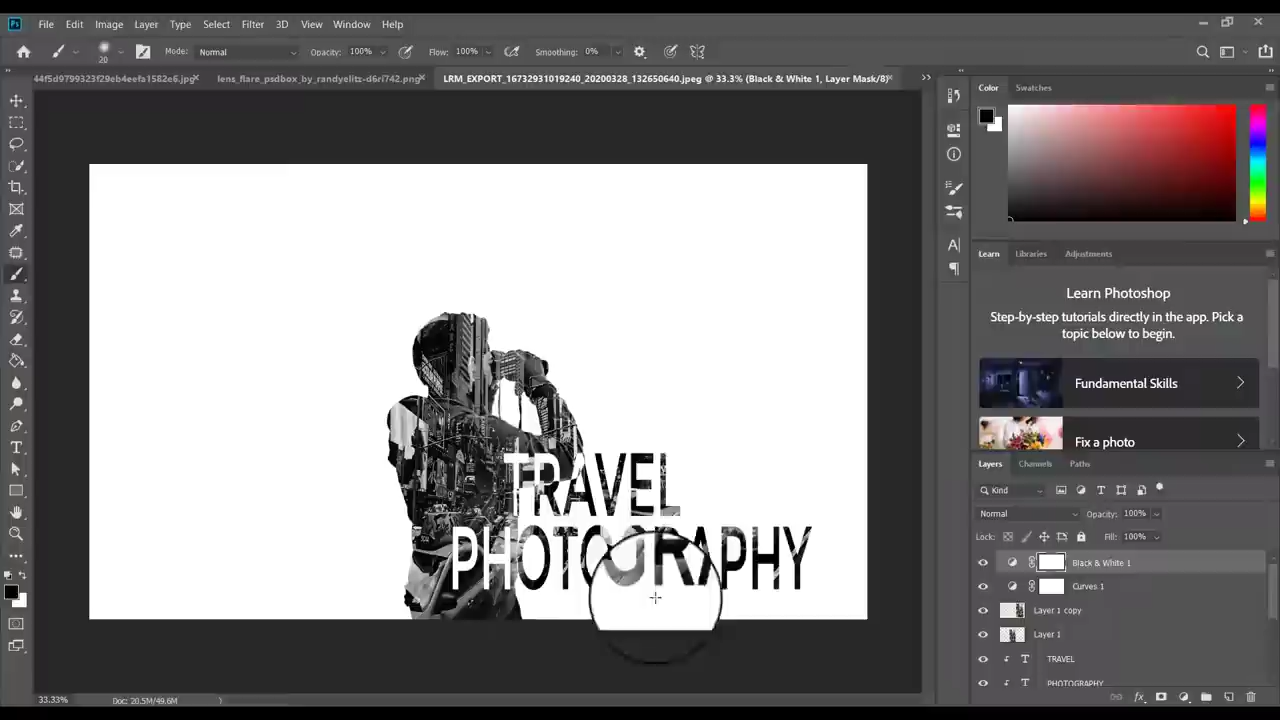 Ps File Edit Image Layer Type Select Filter 3D View Window Help
20 Mode: Normal Opacity: 100% Flow: 100% Smoothing: 0%
44f5d9799323f29eb4eefa1582e6.jpg lens_flare_psdbox_by_randyelitz-d6ri742.png LRM_EXPORT_16732931019240_20200328_132650640.jpeg @ 33.3% (Black & White 1, Layer Mask/8)
Color Swatches
Learn Libraries Adjustments
Learn Photoshop
Step-by-step tutorials directly in the app. Pick a
topic below to begin.
Fundamental Skills
Fix a photo
TRAVEL
PHOTOGRAPHY
Layers Channels Paths
Kind
Normal Opacity: 100%
Lock: Fill: 100%
Black & White 1
Curves 1
Layer 1 copy
Layer 1
TRAVEL
PHOTOGRAPHY
33.33% Doc: 20.5M/49.6M